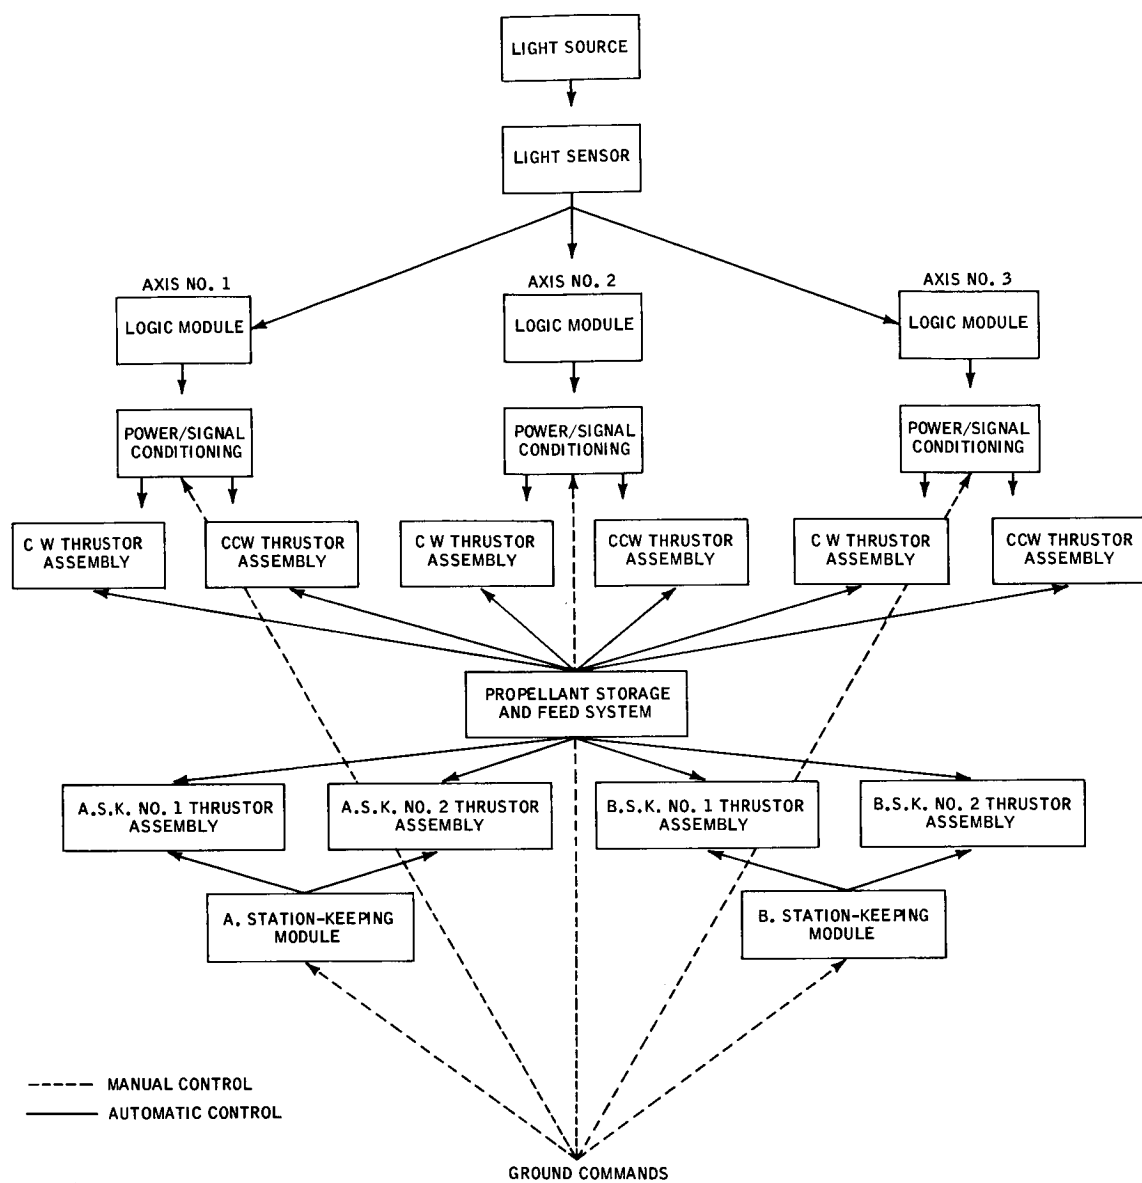 LIGHT SOURCE
LIGHT SENSOR
AXIS NO. 1
AXIS NO. 2
AXIS NO. 3
LOGIC MODULE
LOGIC MODULE
LOGIC MODULE
POWER/SIGNAL
CONDITIONING
POWER/SIGNAL
CONDITIONING
POWER/SIGNAL
CONDITIONING
CW THRUSTOR
ASSEMBLY
CCW THRUSTOR
ASSEMBLY
CW THRUSTOR
ASSEMBLY
CCW THRUSTOR
ASSEMBLY
CW THRUSTOR
ASSEMBLY
CCW THRUSTOR
ASSEMBLY
PROPELLANT STORAGE
AND FEED SYSTEM
A.S.K. NO. 1 THRUSTOR
ASSEMBLY
A.S.K. NO. 2 THRUSTOR
ASSEMBLY
B.S.K. NO. 1 THRUSTOR
ASSEMBLY
B.S.K. NO. 2 THRUSTOR
ASSEMBLY
A. STATION-KEEPING
MODULE
B. STATION-KEEPING
MODULE
MANUAL CONTROL
AUTOMATIC CONTROL
GROUND COMMANDS